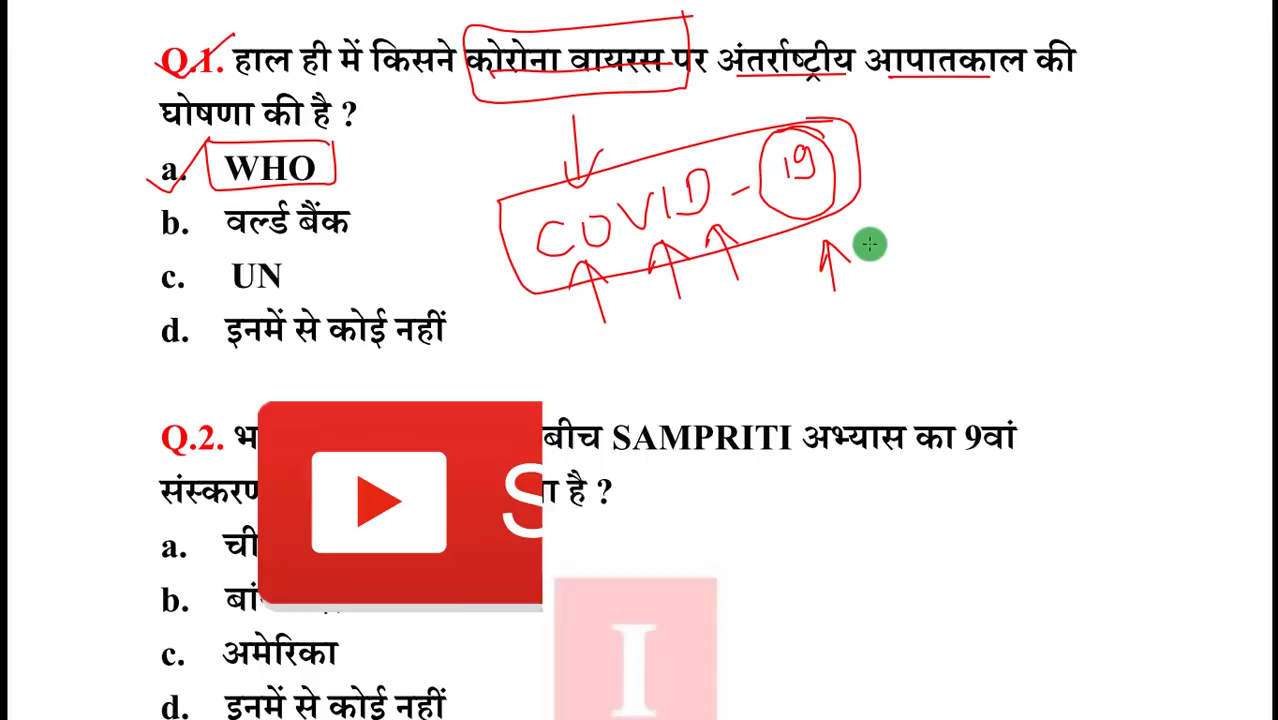 Q.1. हाल ही में किसने कोरोना वायरस पर अंतर्राष्ट्रीय आपातकाल की
घोषणा की है ?
a. WHO
COVID - 19
b. वर्ल्ड बैंक
c. UN
d. इनमें से कोई नहीं
Q.2. बीच SAMPRITI अभ्यास का 9वां
है ?
a.
b.
c. अमेरिका
d. इनमें से कोई नहीं
S
I